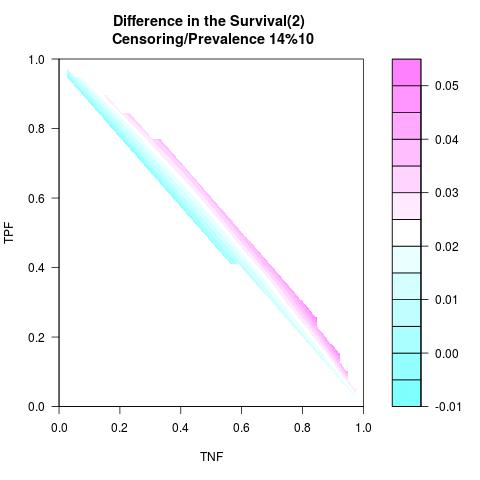 Difference in the Survival(2)
Censoring/Prevalence 14%10
1.0
0.8
0.6
0.4
0.2
0.0
TPF
0.0 0.2 0.4 0.6 0.8 1.0
TNF
0.05
0.04
0.03
0.02
0.01
0.00
-0.01